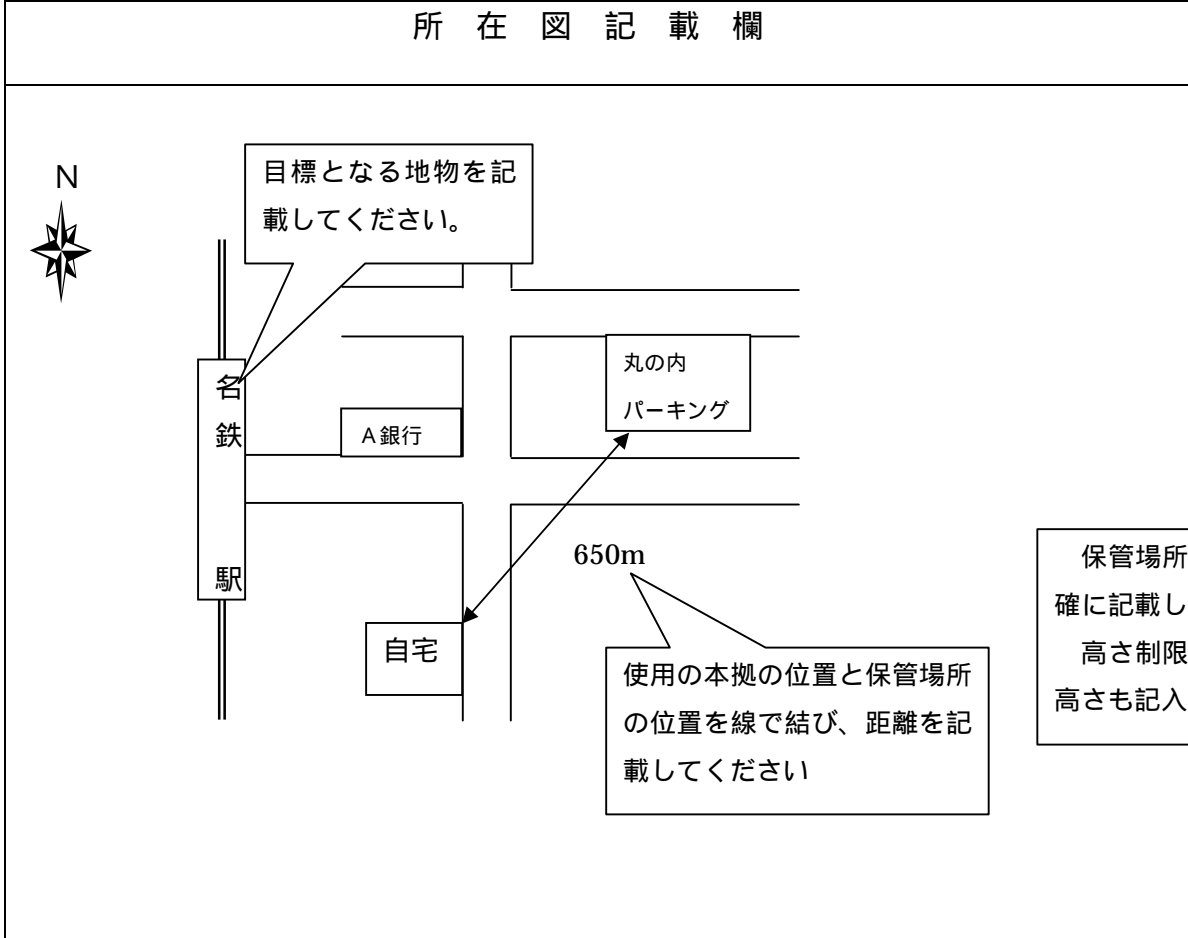 所在図記載欄
N
目標となる地物を記
載してください。
名鉄駅
A銀行
丸の内
パーキング
650m
自宅
使用の本拠の位置と保管場所
の位置を線で結び、距離を記
載してください
保管場所
確に記載し
高さ制限
高さも記入